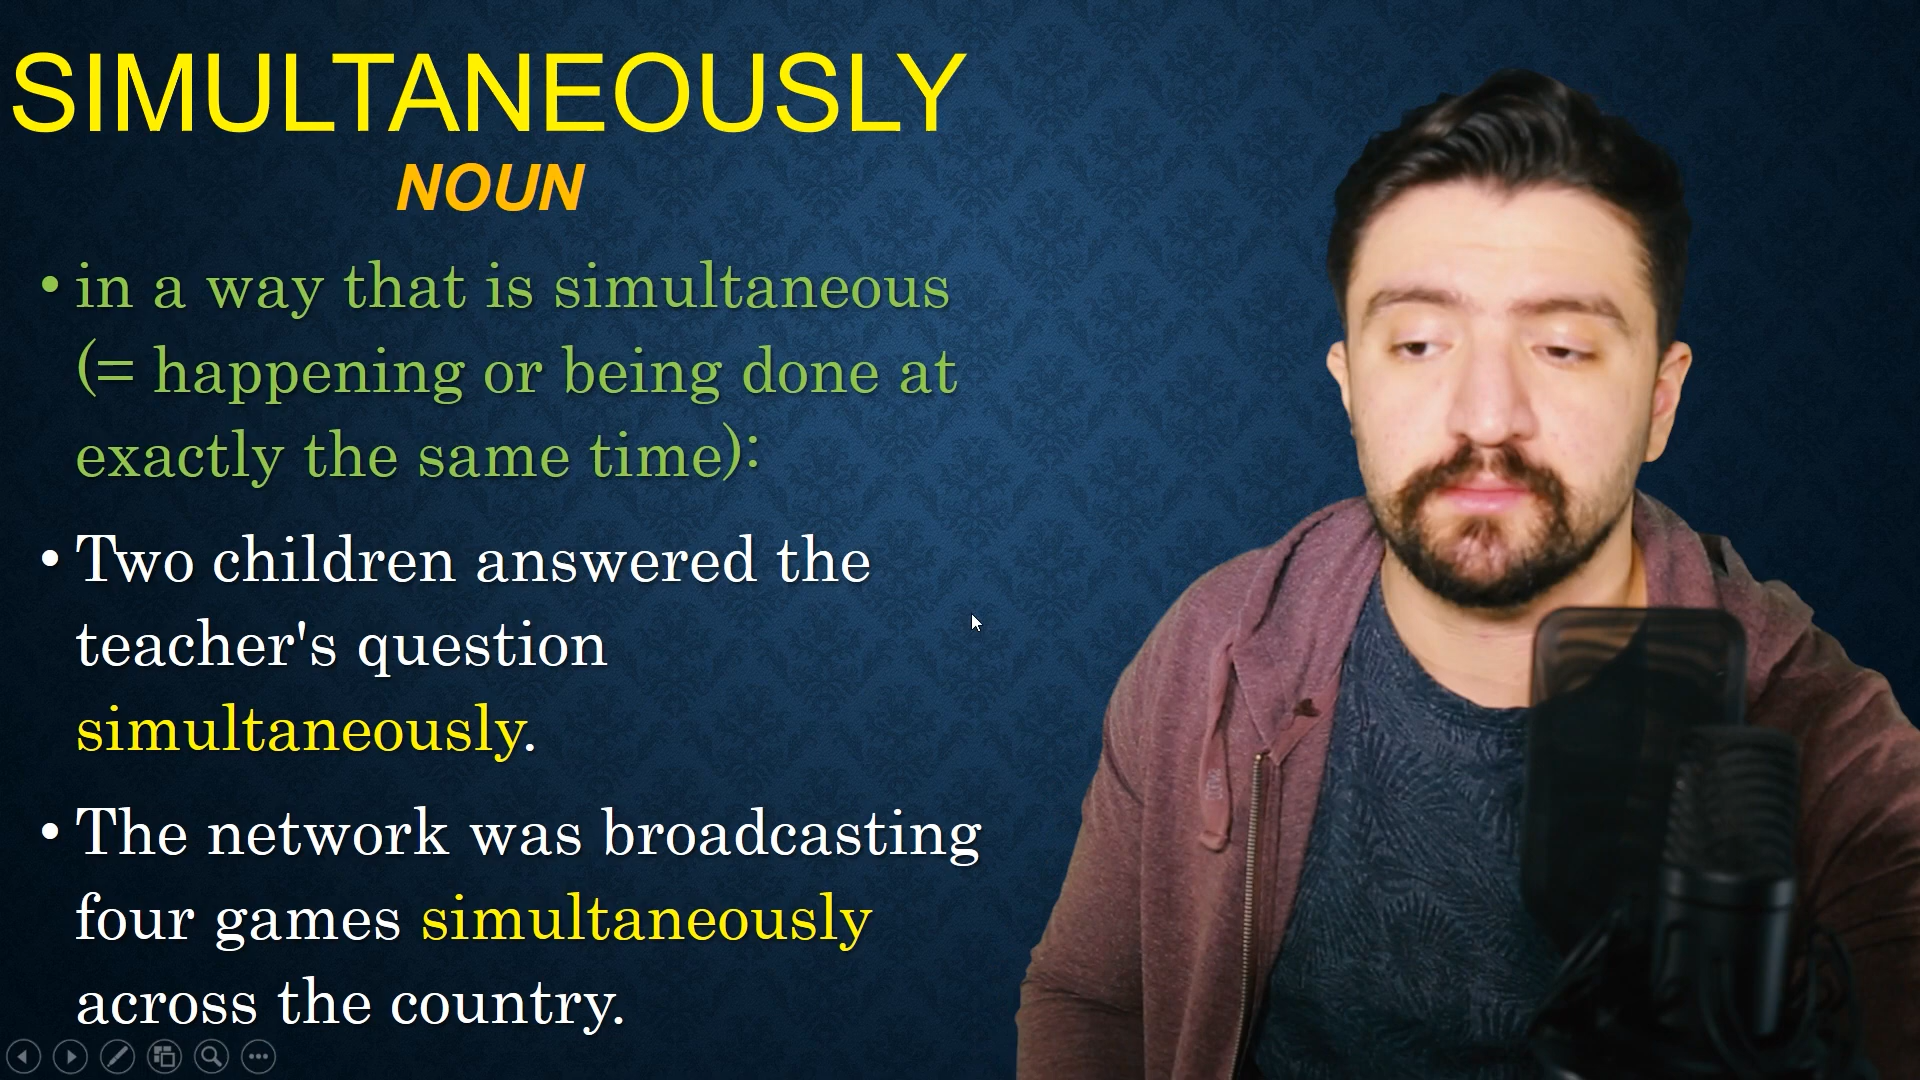 SIMULTANEOUSLY
NOUN
• in a way that is simultaneous
(= happening or being done at
exactly the same time):
• Two children answered the
teacher's question
simultaneously.
• The network was broadcasting
four games simultaneously
across the country.